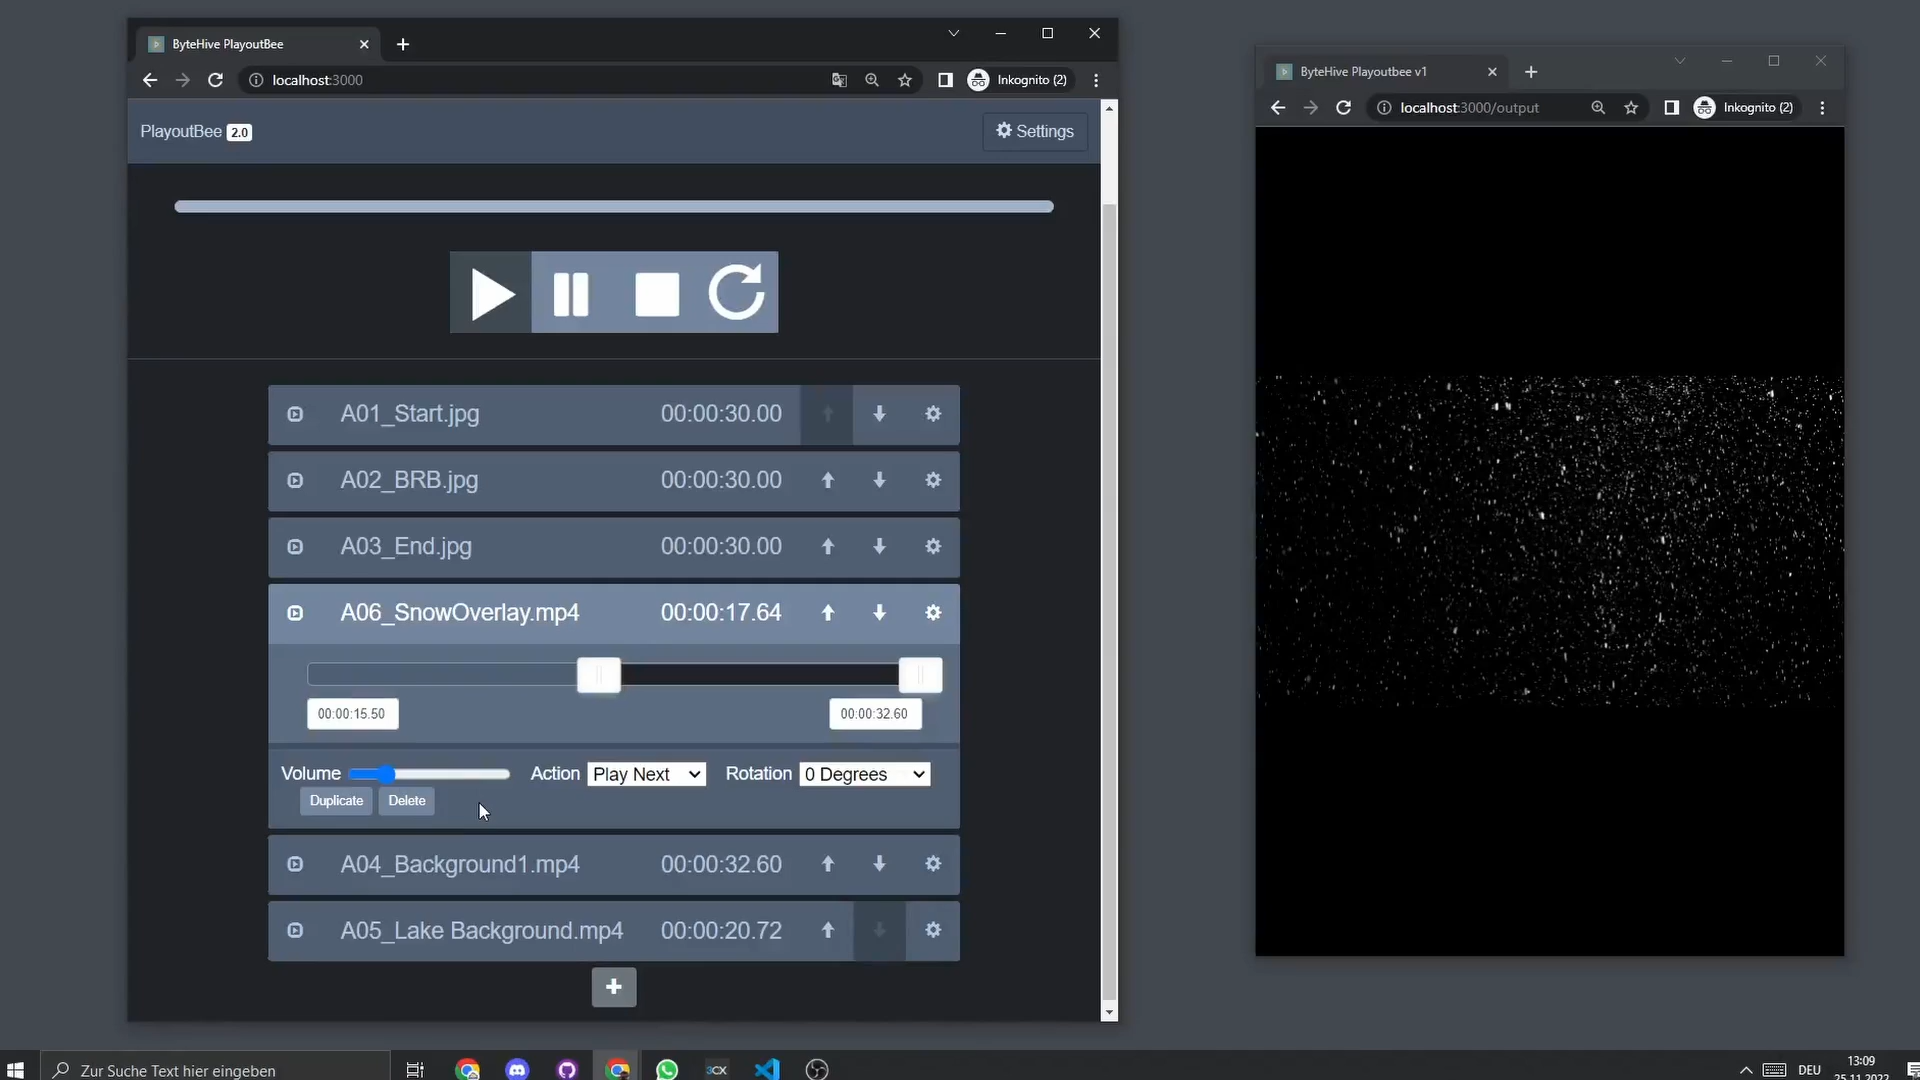 ByteHive PlayoutBee
localhost:3000
Inkognito (2)
PlayoutBee 2.0
Settings
A01_Start.jpg 00:00:30.00
A02_BRB.jpg 00:00:30.00
A03_End.jpg 00:00:30.00
A06_SnowOverlay.mp4 00:00:17.64
00:00:15.50 00:00:32.60
Volume Action Play Next Rotation 0 Degrees
Duplicate Delete
A04_Background1.mp4 00:00:32.60
A05_Lake Background.mp4 00:00:20.72
ByteHive Playoutbee v1
localhost:3000/output
Inkognito (2)
Zur Suche Text hier eingeben
3CX
DEU
13:09
25.11.2022